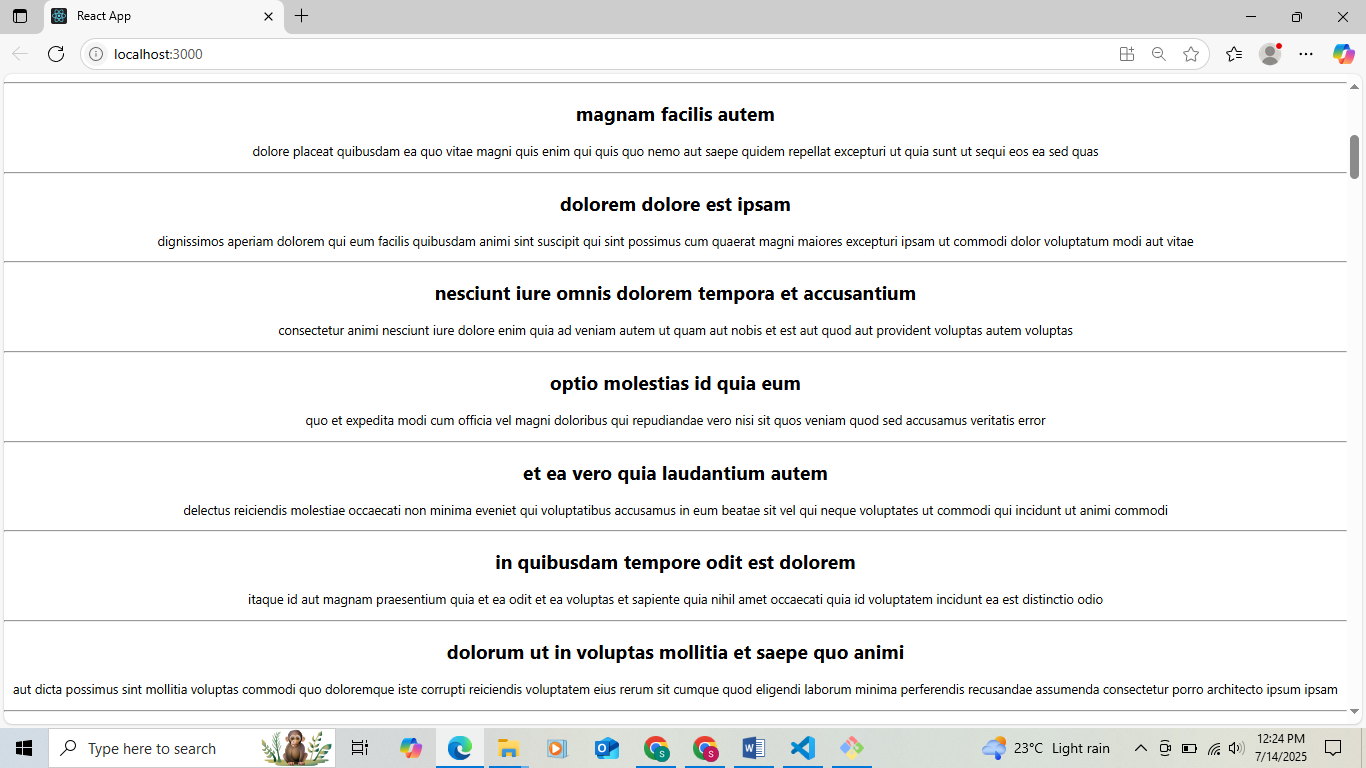 React App
localhost:3000
magnam facilis autem
dolore placeat quibusdam ea quo vitae magni quis enim qui quis quo nemo aut saepe quidem repellat excepturi ut quia sunt ut sequi eos ea sed quas
dolorem dolore est ipsam
dignissimos aperiam dolorem qui eum facilis quibusdam animi sint suscipit qui sint possimus cum quaerat magni maiores excepturi ipsam ut commodi dolor voluptatum modi aut vitae
nesciunt iure omnis dolorem tempora et accusantium
consectetur animi nesciunt iure dolore enim quia ad veniam autem ut quam aut nobis et est aut quod aut provident voluptas autem voluptas
optio molestias id quia eum
quo et expedita modi cum officia vel magni doloribus qui repudiandae vero nisi sit quos veniam quod sed accusamus veritatis error
et ea vero quia laudantium autem
delectus reiciendis molestiae occaecati non minima eveniet qui voluptatibus accusamus in eum beatae sit vel qui neque voluptates ut commodi qui incidunt ut animi commodi
in quibusdam tempore odit est dolorem
itaque id aut magnam praesentium quia et ea odit et ea voluptas et sapiente quia nihil amet occaecati quia id voluptatem incidunt ea est distinctio odio
dolorum ut in voluptas mollitia et saepe quo animi
aut dicta possimus sint mollitia voluptas commodi quo doloremque iste corrupti reiciendis voluptatem eius rerum sit cumque quod eligendi laborum minima perferendis recusandae assumenda consectetur porro architecto ipsum ipsam
Type here to search
23°C Light rain
12:24 PM
7/14/2025